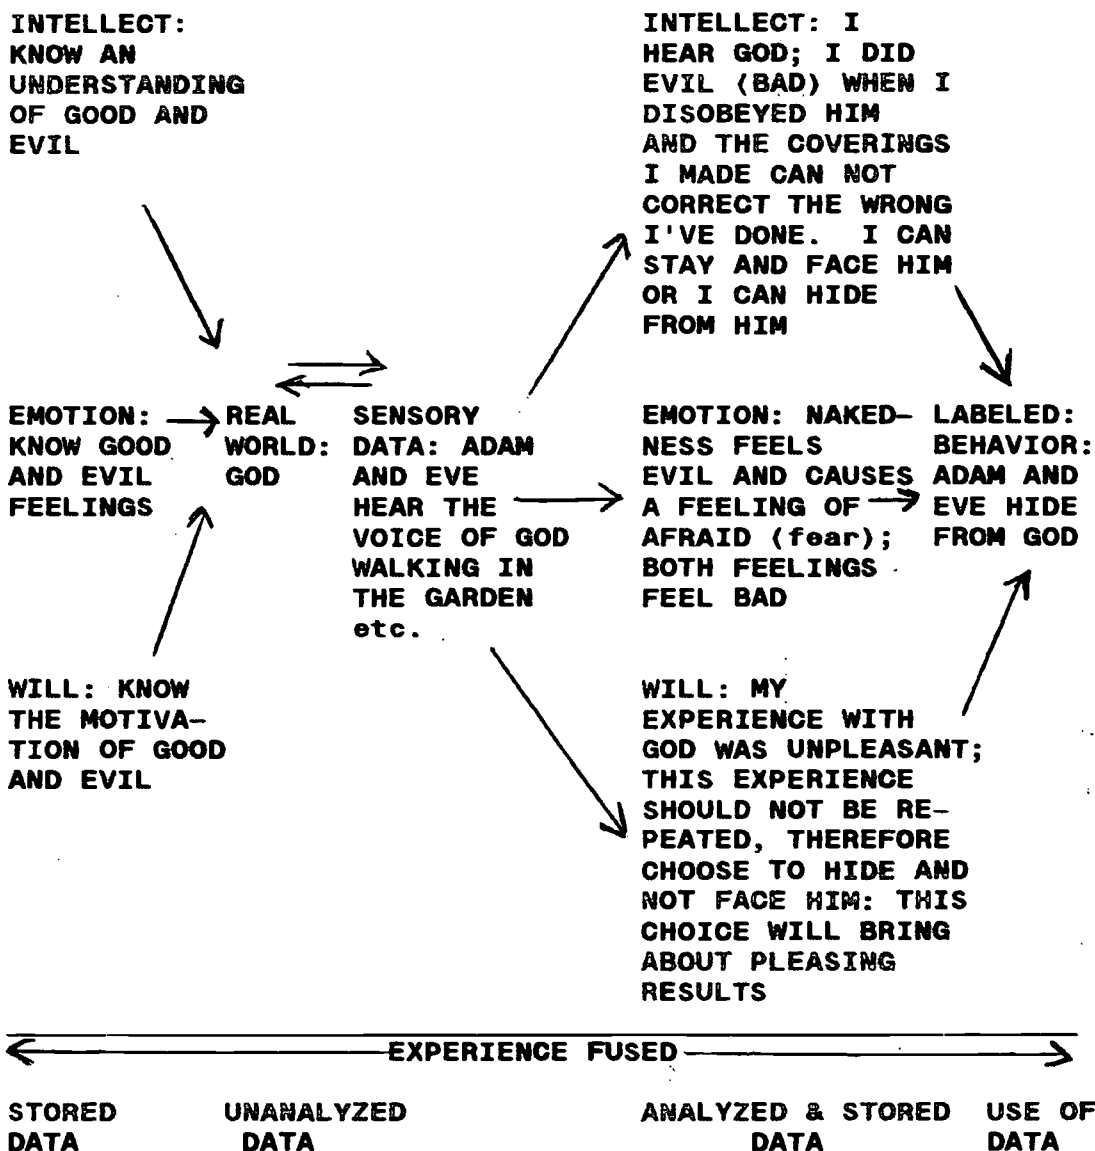 INTELLECT:
KNOW AN
UNDERSTANDING
OF GOOD AND
EVIL
INTELLECT: I
HEAR GOD; I DID
EVIL (BAD) WHEN I
DISOBEYED HIM
AND THE COVERINGS
I MADE CAN NOT
CORRECT THE WRONG
I'VE DONE. I CAN
STAY AND FACE HIM
OR I CAN HIDE
FROM HIM
EMOTION:
KNOW GOOD
AND EVIL
FEELINGS
REAL
WORLD:
GOD
SENSORY
DATA: ADAM
AND EVE
HEAR THE
VOICE OF GOD
WALKING IN
THE GARDEN
etc.
EMOTION: NAKED-
NESS FEELS
EVIL AND CAUSES
A FEELING OF
AFRAID (fear);
BOTH FEELINGS
FEEL BAD
LABELED:
BEHAVIOR:
ADAM AND
EVE HIDE
FROM GOD
WILL: KNOW
THE MOTIVA-
TION OF GOOD
AND EVIL
WILL: MY
EXPERIENCE WITH
GOD WAS UNPLEASANT;
THIS EXPERIENCE
SHOULD NOT BE RE-
PEATED, THEREFORE
CHOOSE TO HIDE AND
NOT FACE HIM: THIS
CHOICE WILL BRING
ABOUT PLEASING
RESULTS
EXPERIENCE FUSED
STORED
DATA
UNANALYZED
DATA
ANALYZED & STORED
DATA
USE OF
DATA